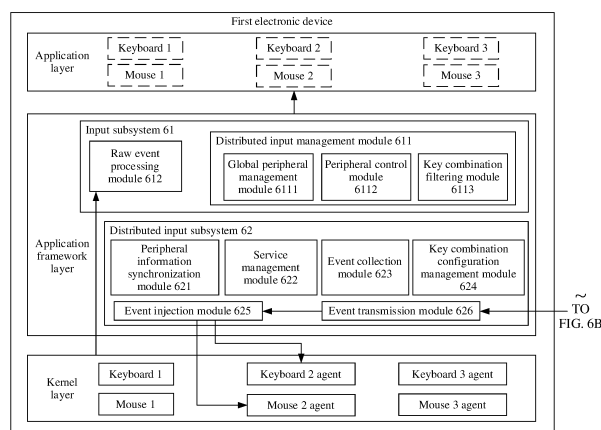 First electronic device
Application
layer
Keyboard 1
Keyboard 2
Keyboard 3
Mouse 1
Mouse 2
Mouse 3
Application
framework
layer
Input subsystem 61
Raw event
processing
module 612
Distributed input management module 611
Global peripheral
management
module 6111
Peripheral control
module
6112
Key combination
filtering module
6113
Distributed input subsystem 62
Peripheral
information
synchronization
module 621
Service
management
module 622
Event collection
module 623
Key combination
configuration
management module
624
Event injection module 625
Event transmission module 626
~
TO
FIG. 6B
Kernel
layer
Keyboard 1
Keyboard 2 agent
Keyboard 3 agent
Mouse 1
Mouse 2 agent
Mouse 3 agent